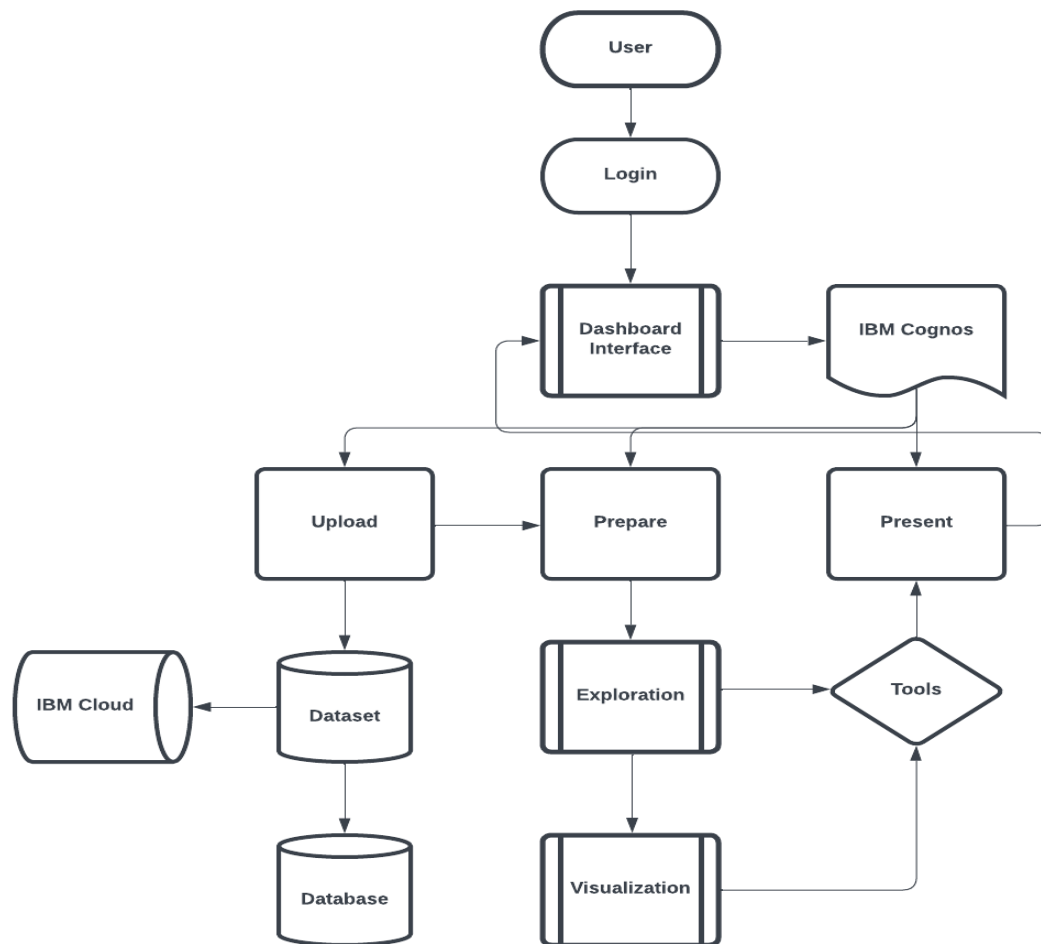 User
Login
Dashboard
Interface
IBM Cognos
Upload
Prepare
Present
IBM Cloud
Dataset
Exploration
Tools
Database
Visualization